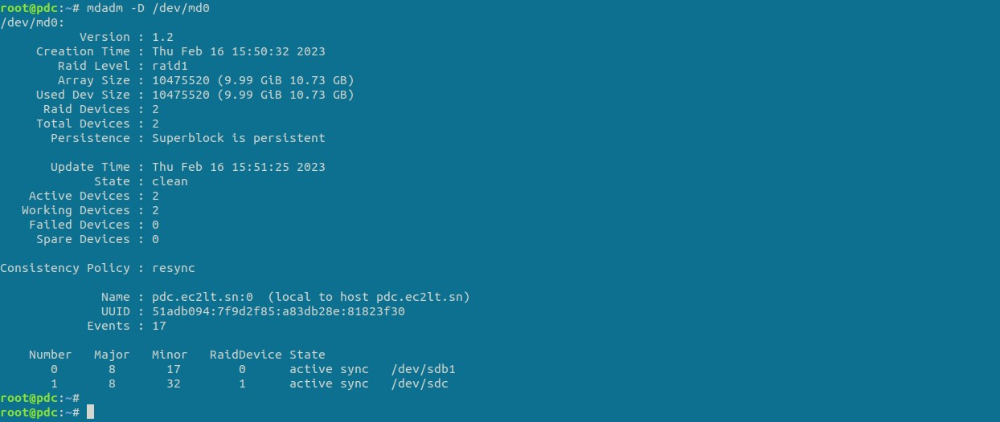 root@pdc:~# mdadm -D /dev/md0
/dev/md0:
           Version : 1.2
     Creation Time : Thu Feb 16 15:50:32 2023
        Raid Level : raid1
        Array Size : 10475520 (9.99 GiB 10.73 GB)
     Used Dev Size : 10475520 (9.99 GiB 10.73 GB)
      Raid Devices : 2
     Total Devices : 2
       Persistence : Superblock is persistent

       Update Time : Thu Feb 16 15:51:25 2023
             State : clean
    Active Devices : 2
   Working Devices : 2
    Failed Devices : 0
     Spare Devices : 0

Consistency Policy : resync

              Name : pdc.ec2lt.sn:0  (local to host pdc.ec2lt.sn)
              UUID : 51adb094:7f9d2f85:a83db28e:81823f30
            Events : 17

    Number   Major   Minor   RaidDevice State
       0       8       17        0      active sync   /dev/sdb1
       1       8       32        1      active sync   /dev/sdc
root@pdc:~#
root@pdc:~#